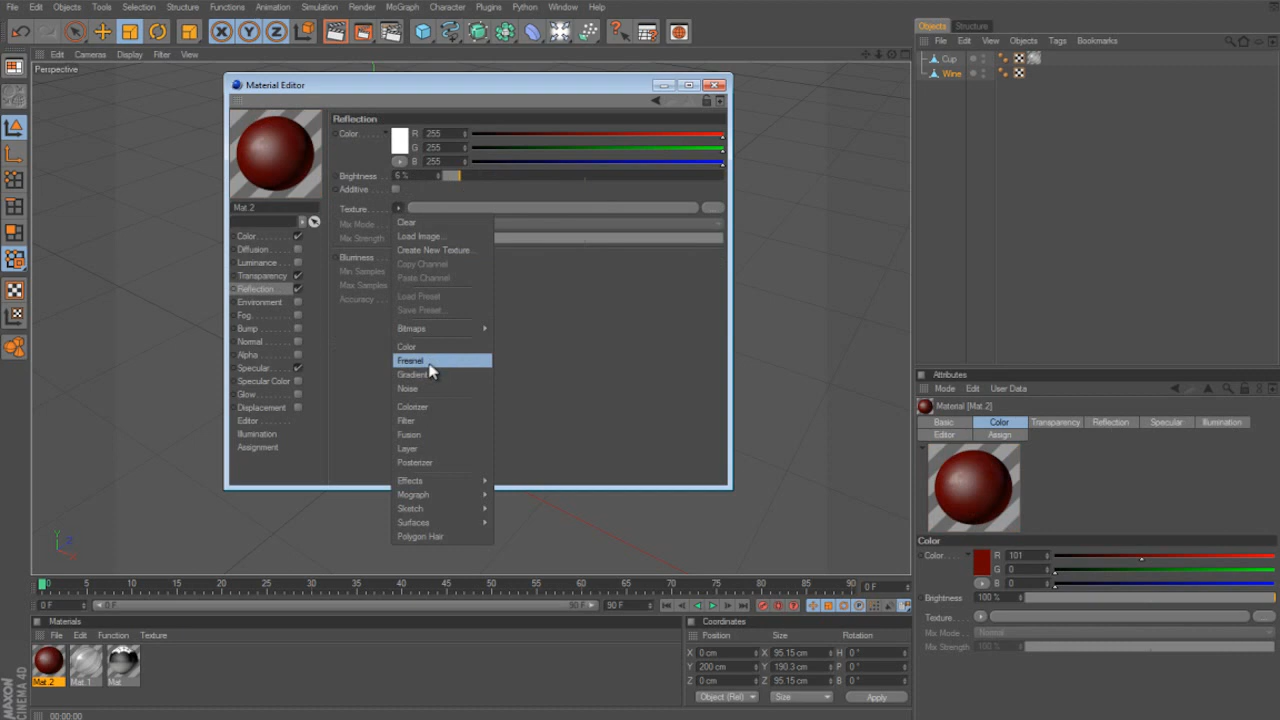 File Edit Objects Tools Selection Structure Functions Animation Simulation Render MoGraph Character Plugins Python Window Help
Objects Structure
Edit Cameras Display Filter View
File Edit View Objects Tags Bookmarks
Perspective
Cup
Wine
Material Editor
Reflection
Color R 255
G 255
B 255
Brightness 6 %
Additive
Texture
Mix Mode
Mix Strength
Blurriness
Min Samples
Max Samples
Accuracy
Mat.2
Color
Diffusion
Luminance
Transparency
Reflection
Environment
Fog
Bump
Normal
Alpha
Specular
Specular Color
Glow
Displacement
Editor
Illumination
Assignment
Clear
Load Image...
Create New Texture...
Copy Channel
Paste Channel
Load Preset
Save Preset...
Bitmaps
Color
Fresnel
Gradient
Noise
Colorizer
Filter
Fusion
Layer
Posterizer
Effects
Mograph
Sketch
Surfaces
Polygon Hair
Attributes
Mode Edit User Data
Material [Mat.2]
Basic Color Transparency Reflection Specular Illumination
Editor Assign
Color
Color R 101
G 0
B 0
Brightness 100 %
Texture
Mix Mode Normal
Mix Strength 100 %
0 5 10 15 20 25 30 35 40 45 50 55 60 65 70 75 80 85 90 0 F
0 F 0 F 90 F 90 F
Materials
File Edit Function Texture
Mat.2 Mat.1 Mat
Coordinates
Position Size Rotation
X 0 cm X 95.15 cm H 0 °
Y 200 cm Y 190.3 cm P 0 °
Z 0 cm Z 95.15 cm B 0 °
Object (Rel) Size Apply
MAXON CINEMA 4D
00:00:00